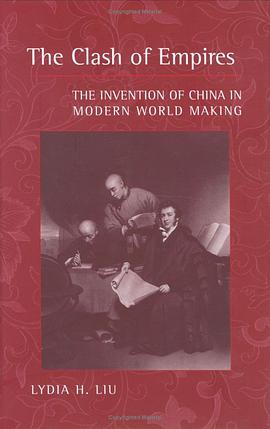 The Clash of Empires
THE INVENTION OF CHINA IN
MODERN WORLD MAKING
LYDIA H. LIU